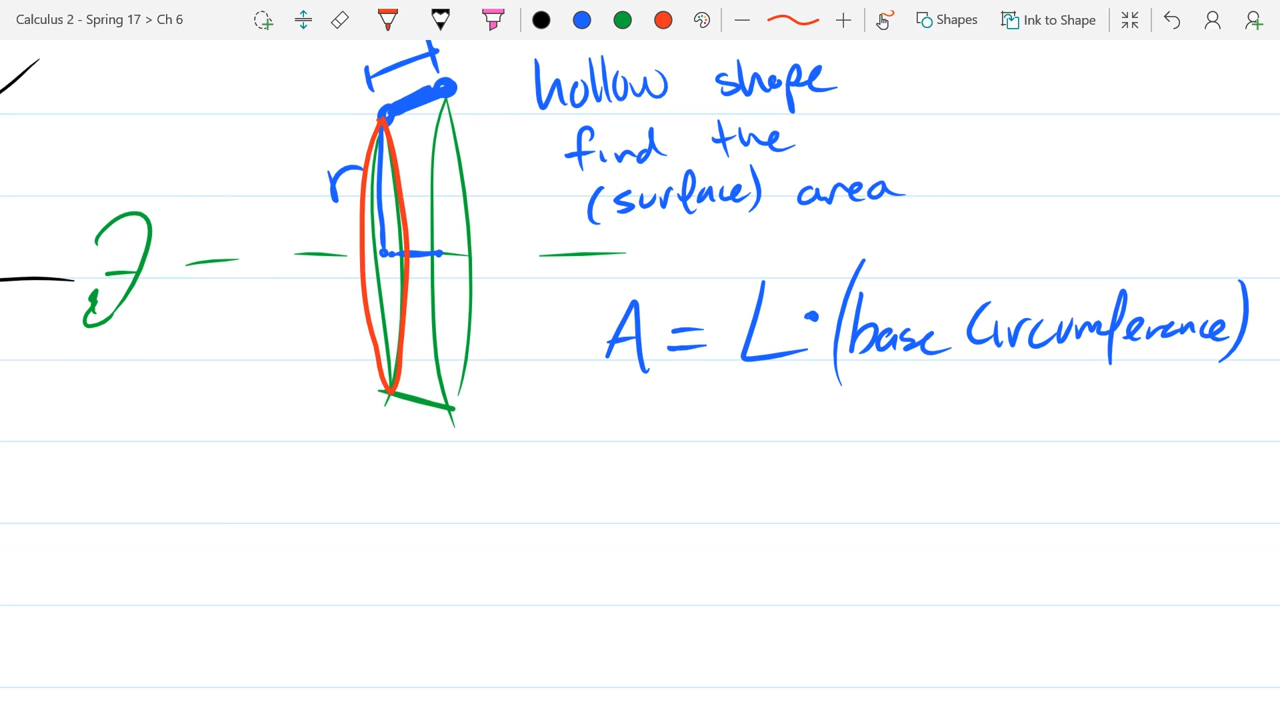 Calculus 2 - Spring 17 > Ch 6
Shapes
Ink to Shape
hollow shape
find the
(surface) area
r
A = L · (base circumference)